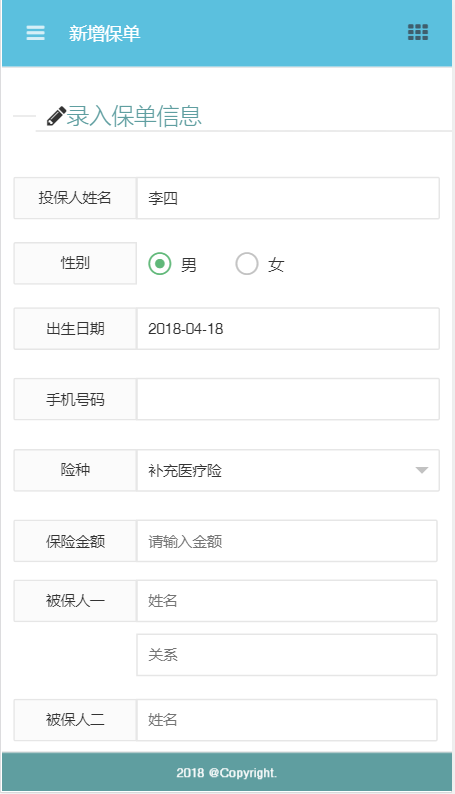 新增保单
录入保单信息
投保人姓名 李四
性别 男 女
出生日期 2018-04-18
手机号码
险种 补充医疗险
保险金额 请输入金额
被保人一 姓名
关系
被保人二 姓名
2018 @Copyright.